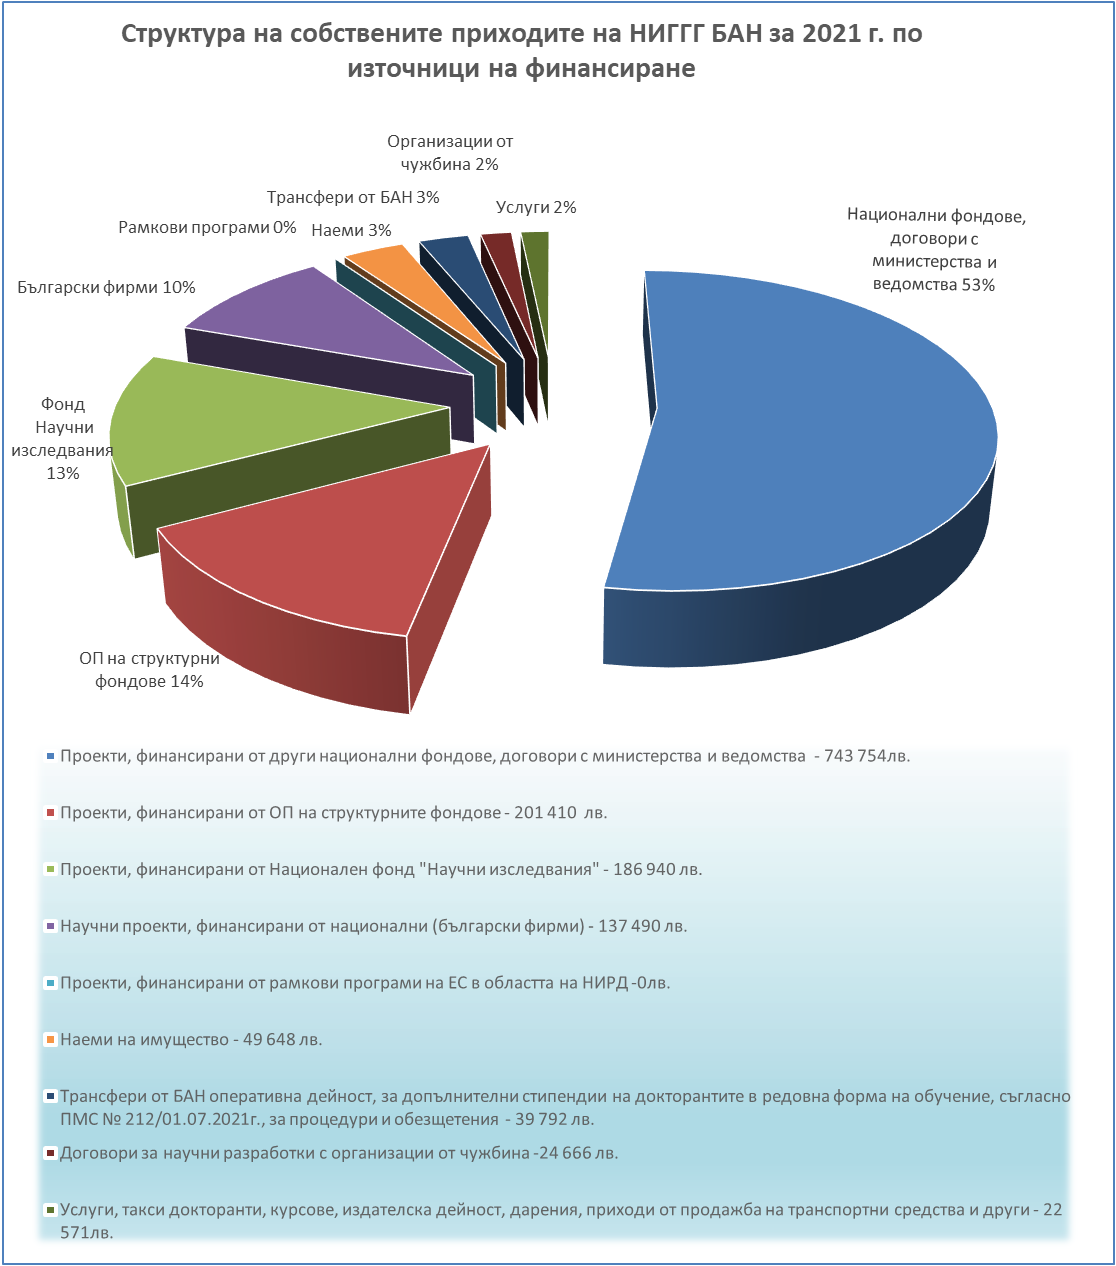 Структура на собствените приходите на НИГГГ БАН за 2021 г. по
източници на финансиране
Организации от
чужбина 2%
Трансфери от БАН 3%
Услуги 2%
Рамкови програми 0%
Наеми 3%
Национални фондове,
договори с
министерства и
ведомства 53%
Български фирми 10%
Фонд
Научни
изследвания
13%
ОП на структурни
фондове 14%
Проекти, финансирани от други национални фондове, договори с министерства и ведомства - 743 754лв.
Проекти, финансирани от ОП на структурните фондове - 201 410 лв.
Проекти, финансирани от Национален фонд "Научни изследвания" - 186 940 лв.
Научни проекти, финансирани от национални (български фирми) - 137 490 лв.
Проекти, финансирани от рамкови програми на ЕС в областта на НИРД -0лв.
Наеми на имущество - 49 648 лв.
Трансфери от БАН оперативна дейност, за допълнителни стипендии на докторантите в редовна форма на обучение, съгласно
ПМС № 212/01.07.2021г., за процедури и обезщетения - 39 792 лв.
Договори за научни разработки с организации от чужбина -24 666 лв.
Услуги, такси докторанти, курсове, издателска дейност, дарения, приходи от продажба на транспортни средства и други - 22
571лв.